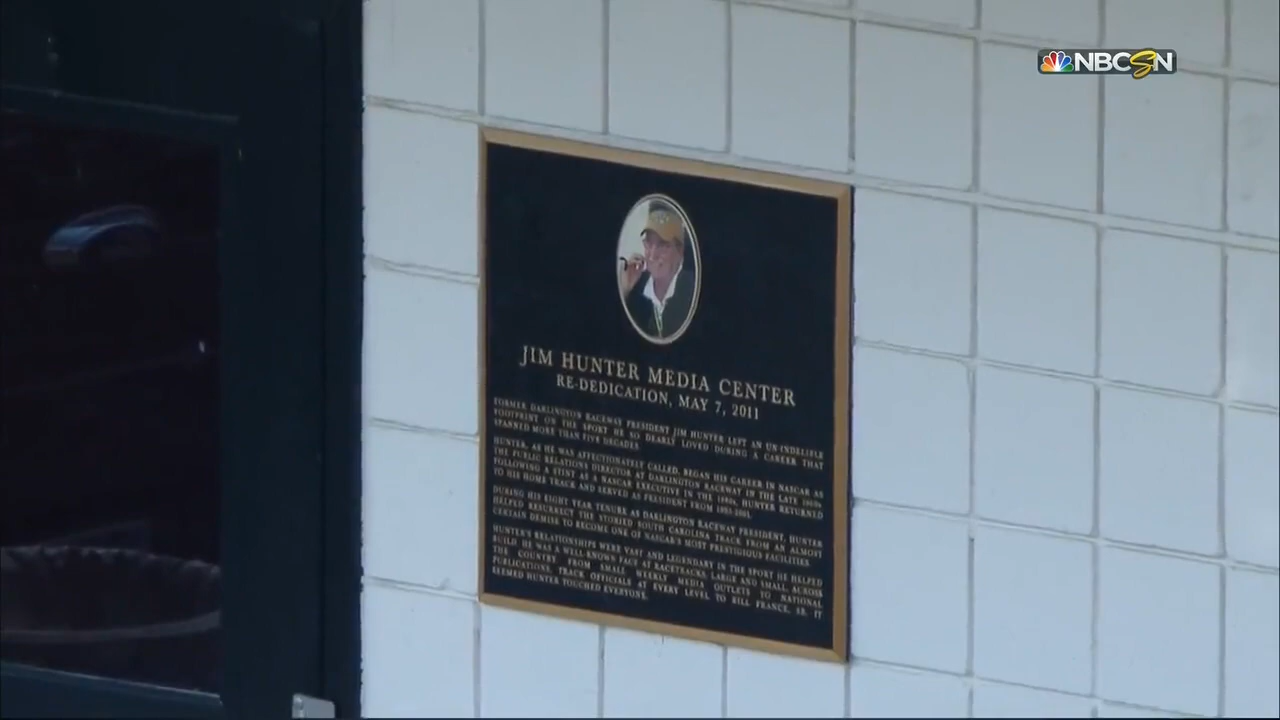 NBCSN
JIM HUNTER MEDIA CENTER
RE-DEDICATION, MAY 7, 2011
FORMER DARLINGTON RACEWAY PRESIDENT JIM HUNTER LEFT AN UN-INDELIBLE
FOOTPRINT ON THE SPORT HE SO DEARLY LOVED DURING A CAREER THAT
SPANNED MORE THAN FIVE DECADES.
HUNTER, AS HE WAS AFFECTIONATELY CALLED, BEGAN HIS CAREER IN NASCAR AS
THE PUBLIC RELATIONS DIRECTOR AT DARLINGTON RACEWAY IN THE LATE
FOLLOWING A STINT AS A NASCAR EXECUTIVE IN THE 1980s, HUNTER RETURNED
TO HIS HOME TRACK AND SERVED AS PRESIDENT FROM 1993-2001.
DURING HIS EIGHT YEAR TENURE AS DARLINGTON RACEWAY PRESIDENT, HUNTER
HELPED RESURRECT THE STORIED SOUTH CAROLINA TRACK FROM AN ALMOST
CERTAIN DEMISE TO BECOME ONE OF NASCAR'S MOST PRESTIGIOUS FACILITIES
HUNTER'S RELATIONSHIPS WERE VAST AND LEGENDARY IN THE SPORT HE HELPED
BUILD. HE WAS A WELL-KNOWN FACT AT RACETRACKS, LARGE AND SMALL, ACROSS
THE COUNTRY. FROM SMALL WEEKLY MEDIA OUTLETS TO NATIONAL
PUBLICATIONS, TRACK OFFICIALS AT EVERY LEVEL TO BILL FRANCE, SR. IT
SEEMED HUNTER TOUCHED EVERYONE.